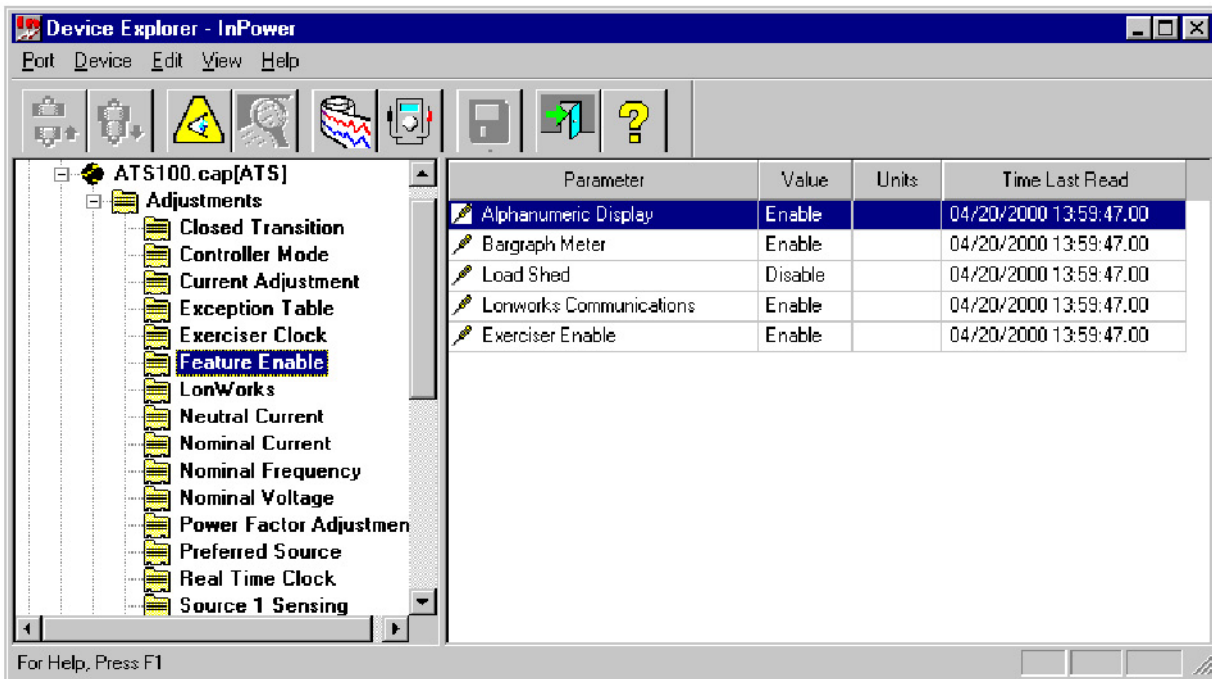 Device Explorer - InPower
Port Device Edit View Help
ATS100.cap[ATS]
Adjustments
Closed Transition
Controller Mode
Current Adjustment
Exception Table
Exerciser Clock
Feature Enable
LonWorks
Neutral Current
Nominal Current
Nominal Frequency
Nominal Voltage
Power Factor Adjustmen
Preferred Source
Real Time Clock
Source 1 Sensing
Parameter Value Units Time Last Read
Alphanumeric Display Enable 04/20/2000 13:59:47.00
Bargraph Meter Enable 04/20/2000 13:59:47.00
Load Shed Disable 04/20/2000 13:59:47.00
Lonworks Communications Enable 04/20/2000 13:59:47.00
Exerciser Enable Enable 04/20/2000 13:59:47.00
For Help, Press F1